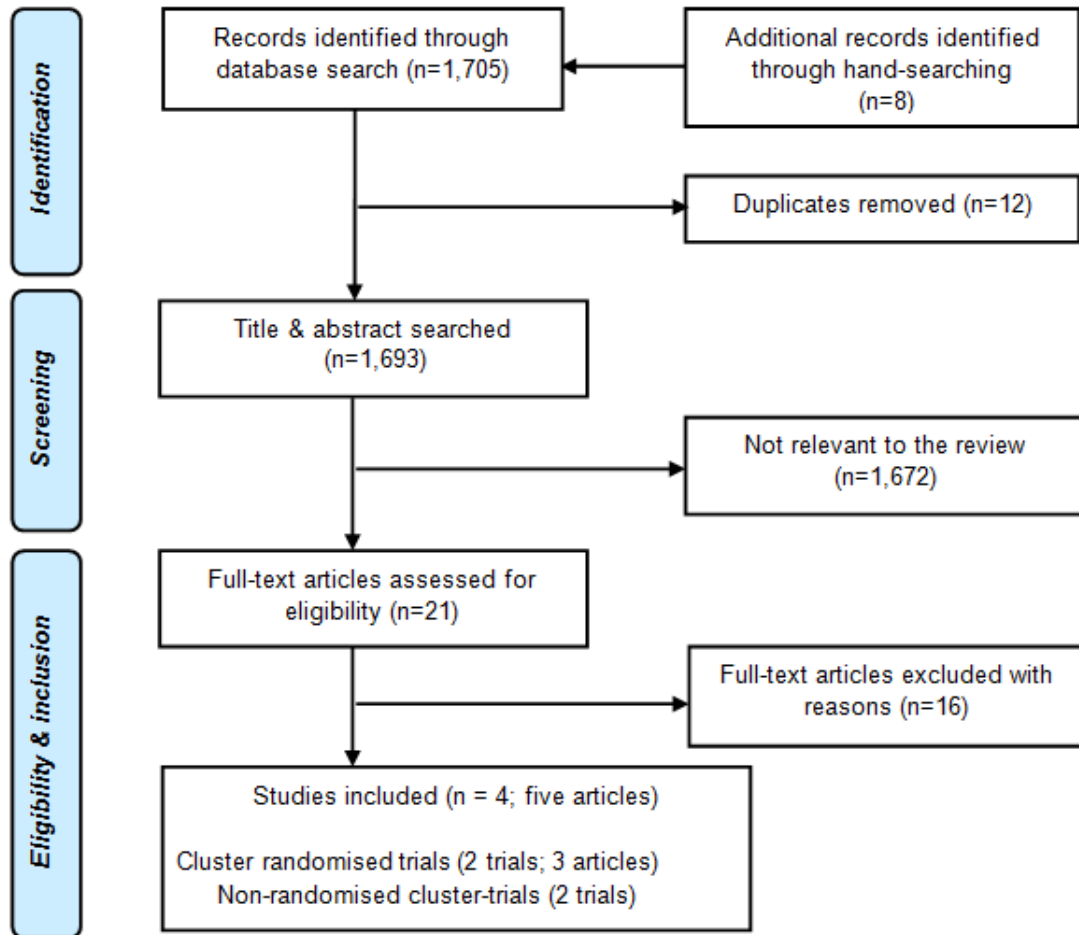 Identification
Records identified through
database search (n=1,705)
Additional records identified
through hand-searching
(n=8)
Duplicates removed (n=12)
Screening
Title & abstract searched
(n=1,693)
Not relevant to the review
(n=1,672)
Eligibility & inclusion
Full-text articles assessed for
eligibility (n=21)
Full-text articles excluded with
reasons (n=16)
Studies included (n = 4; five articles)
Cluster randomised trials (2 trials; 3 articles)
Non-randomised cluster-trials (2 trials)